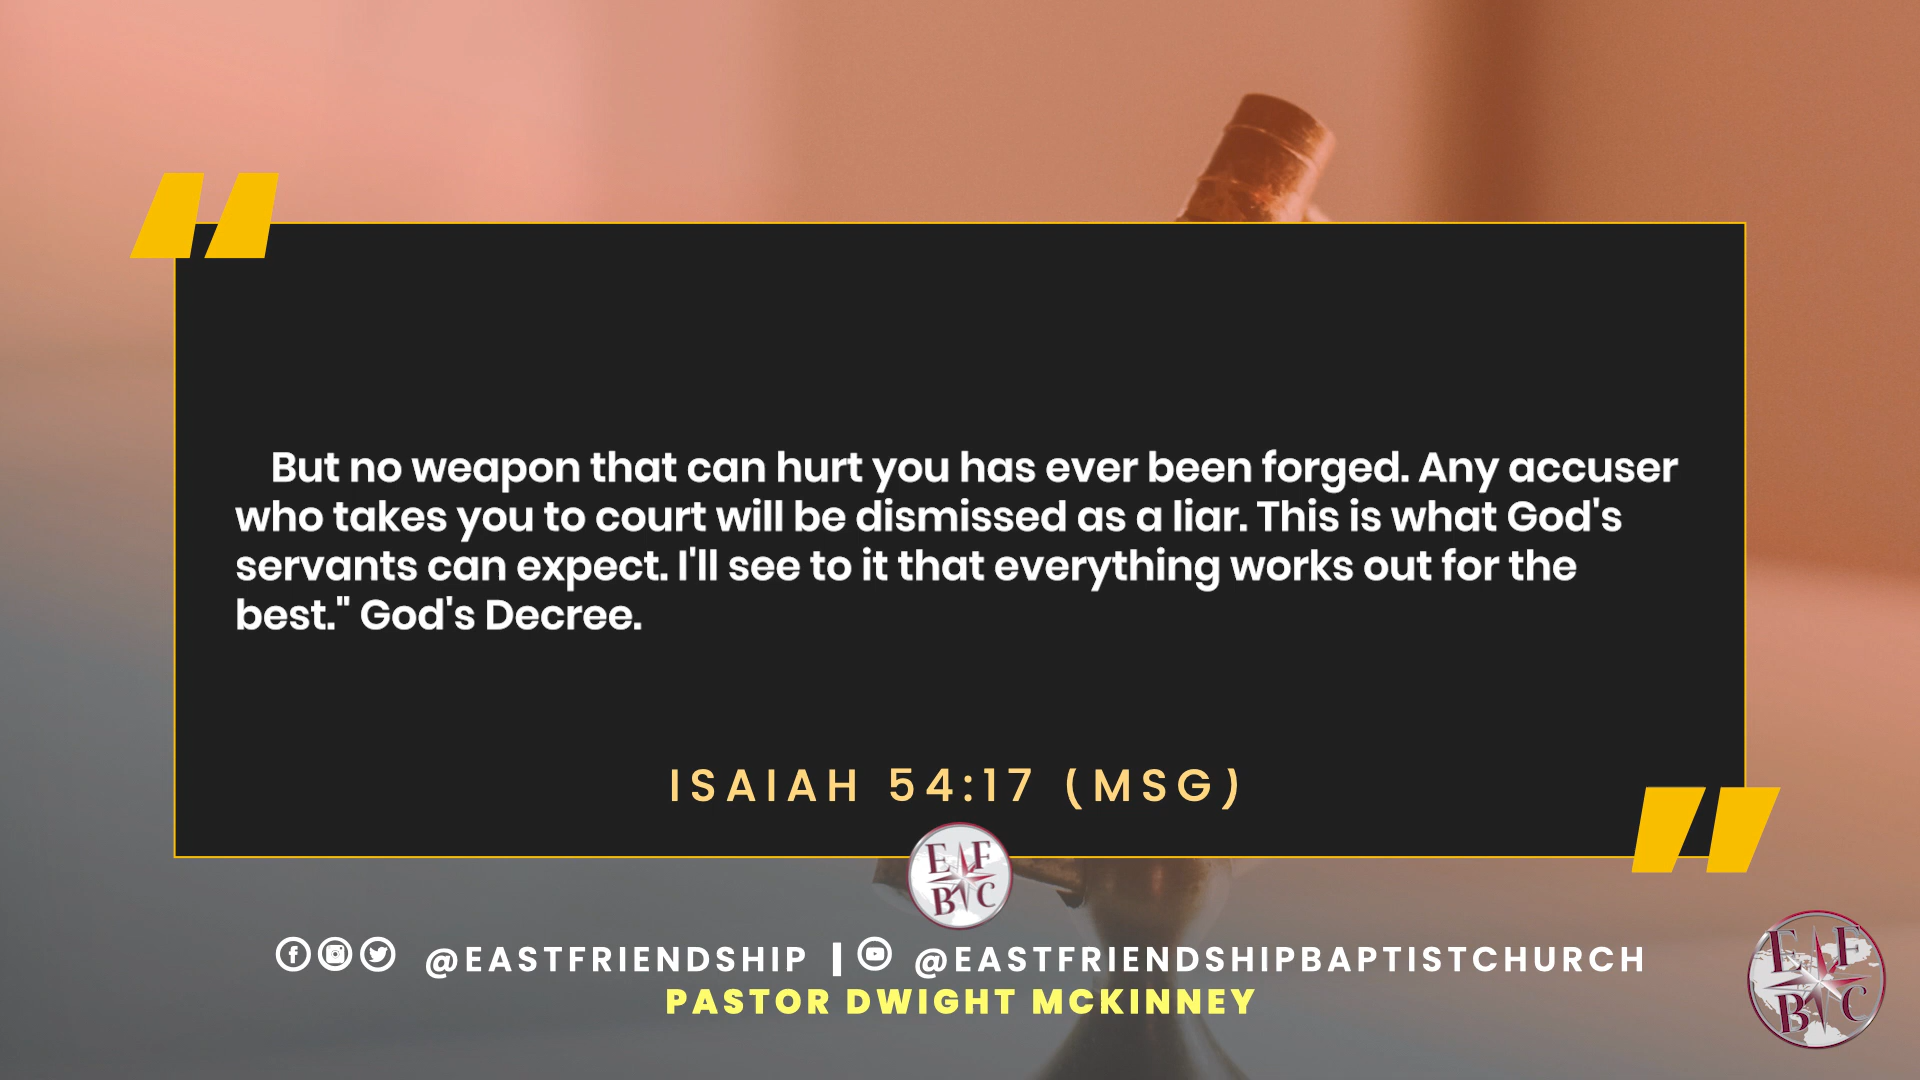 But no weapon that can hurt you has ever been forged. Any accuser
who takes you to court will be dismissed as a liar. This is what God's
servants can expect. I'll see to it that everything works out for the
best." God's Decree.
ISAIAH 54:17 (MSG)
E F
B C
@EASTFRIENDSHIP | @EASTFRIENDSHIPBAPTISTCHURCH
PASTOR DWIGHT MCKINNEY
E F
B C